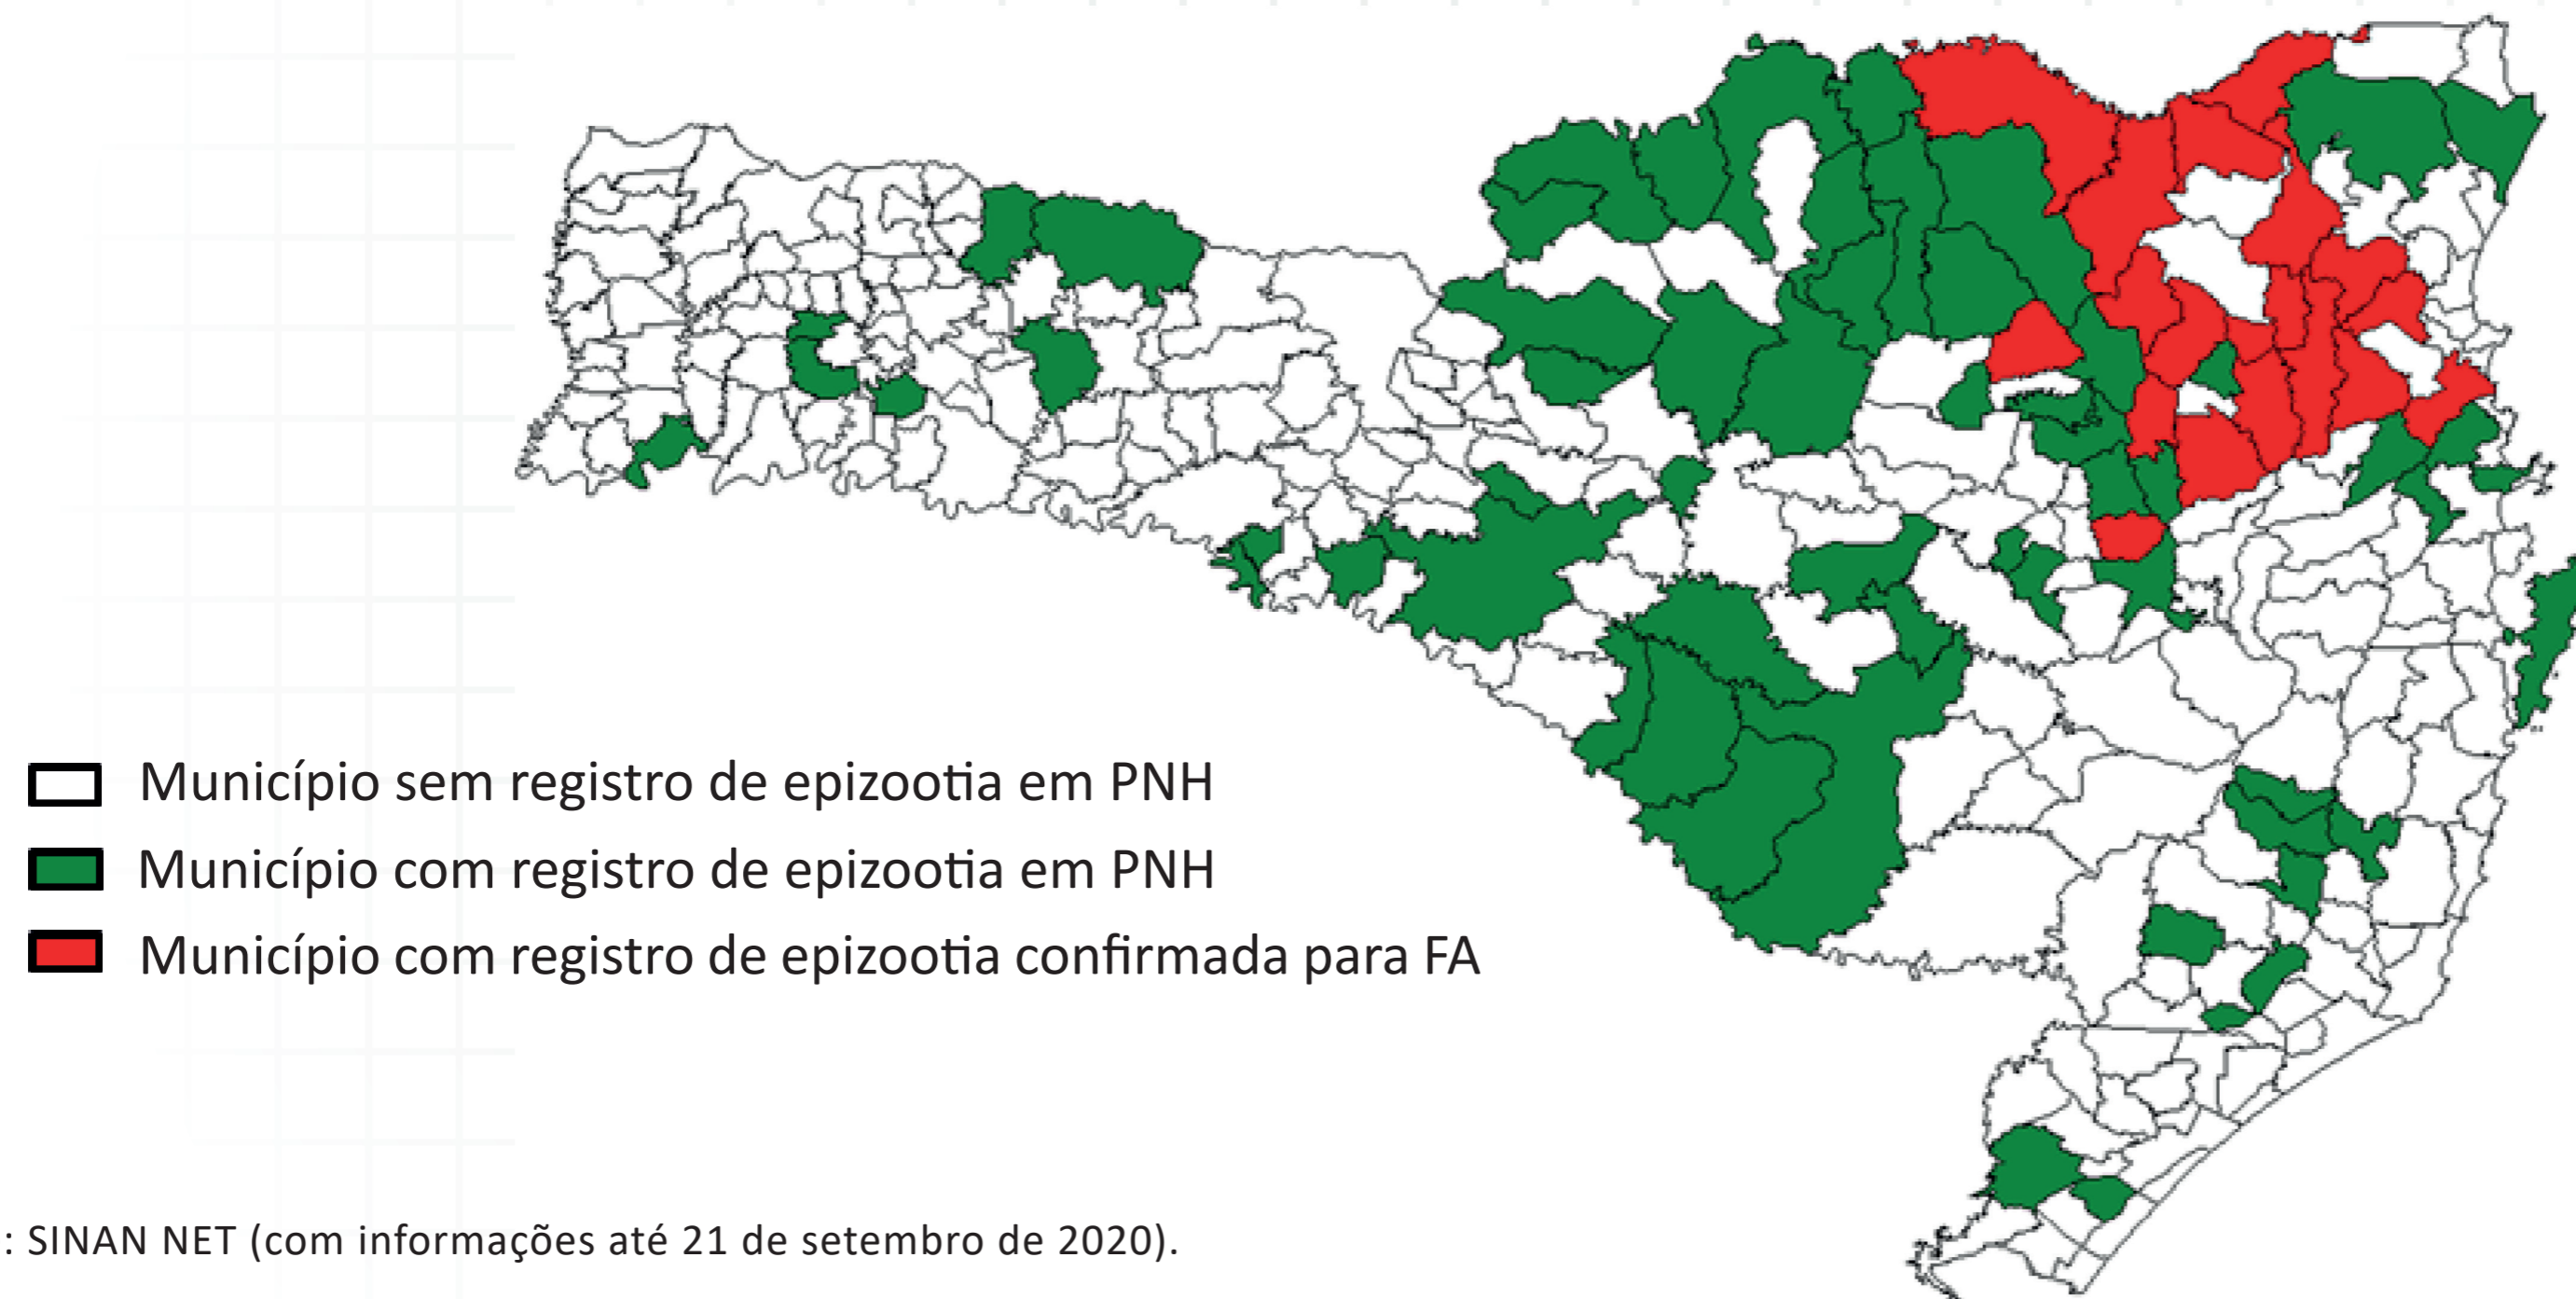 Município sem registro de epizootia em PNH
Município com registro de epizootia em PNH
Município com registro de epizootia confirmada para FA
: SINAN NET (com informações até 21 de setembro de 2020).